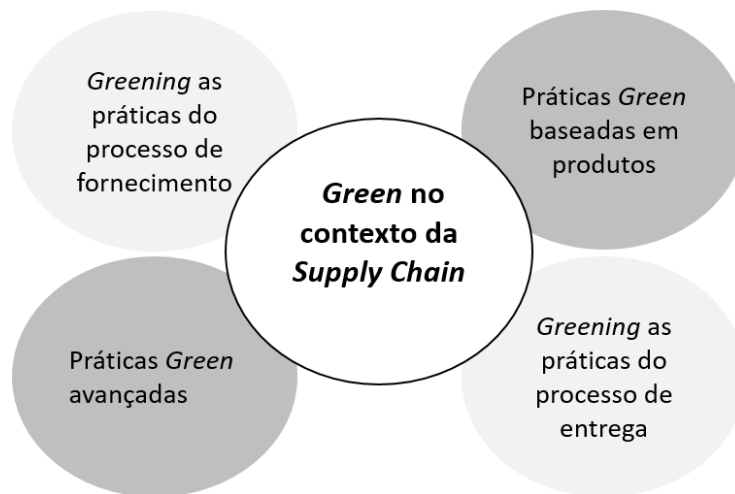 Greening as
práticas do
processo de
fornecimento
Práticas Green
baseadas em
produtos
Green no
contexto da
Supply Chain
Práticas Green
avançadas
Greening as
práticas do
processo de
entrega